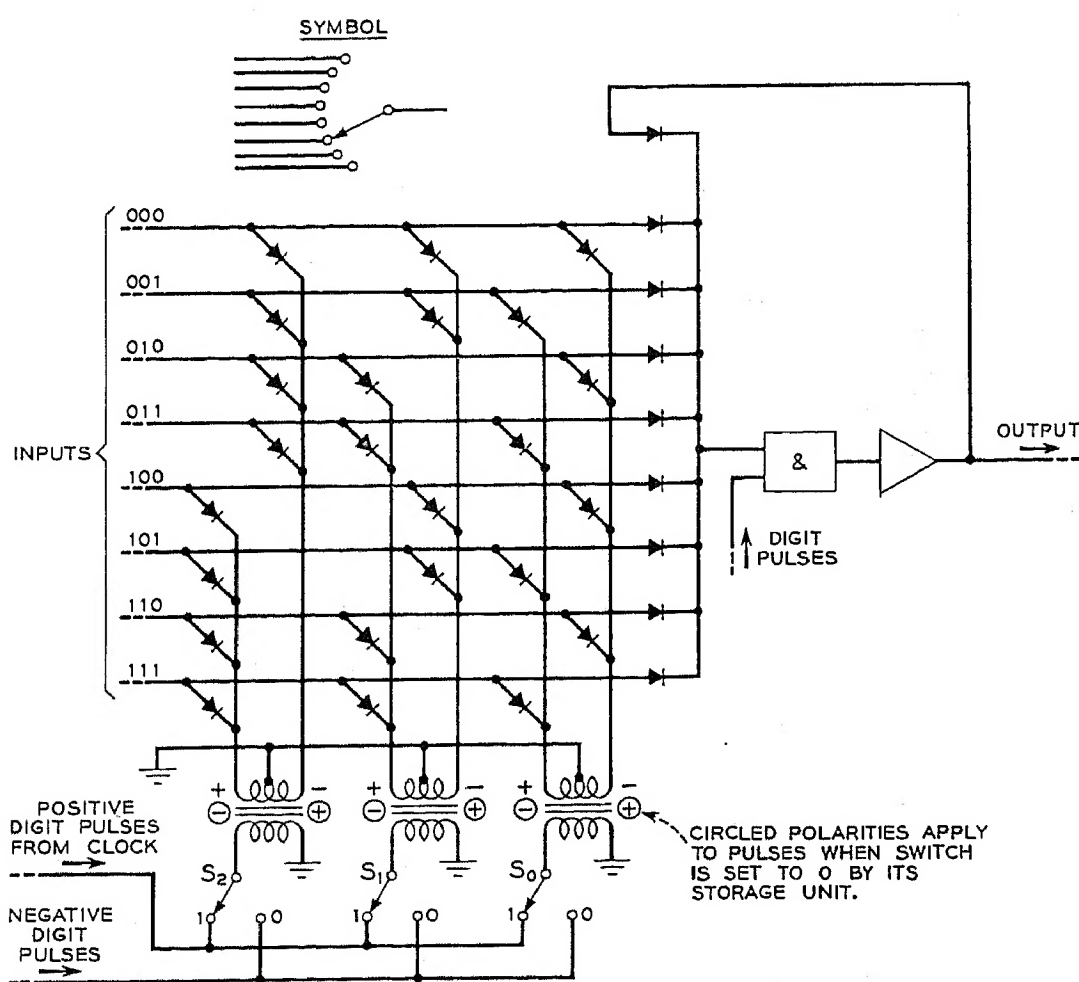 SYMBOL
000
001
010
011
INPUTS
100
101
110
111
&
OUTPUT
DIGIT
PULSES
+ − + − + −
− + − + − +
POSITIVE
DIGIT PULSES
FROM CLOCK
CIRCLED POLARITIES APPLY
TO PULSES WHEN SWITCH
IS SET TO 0 BY ITS
STORAGE UNIT.
S2 S1 S0
1 0 1 0 1 0
NEGATIVE
DIGIT
PULSES